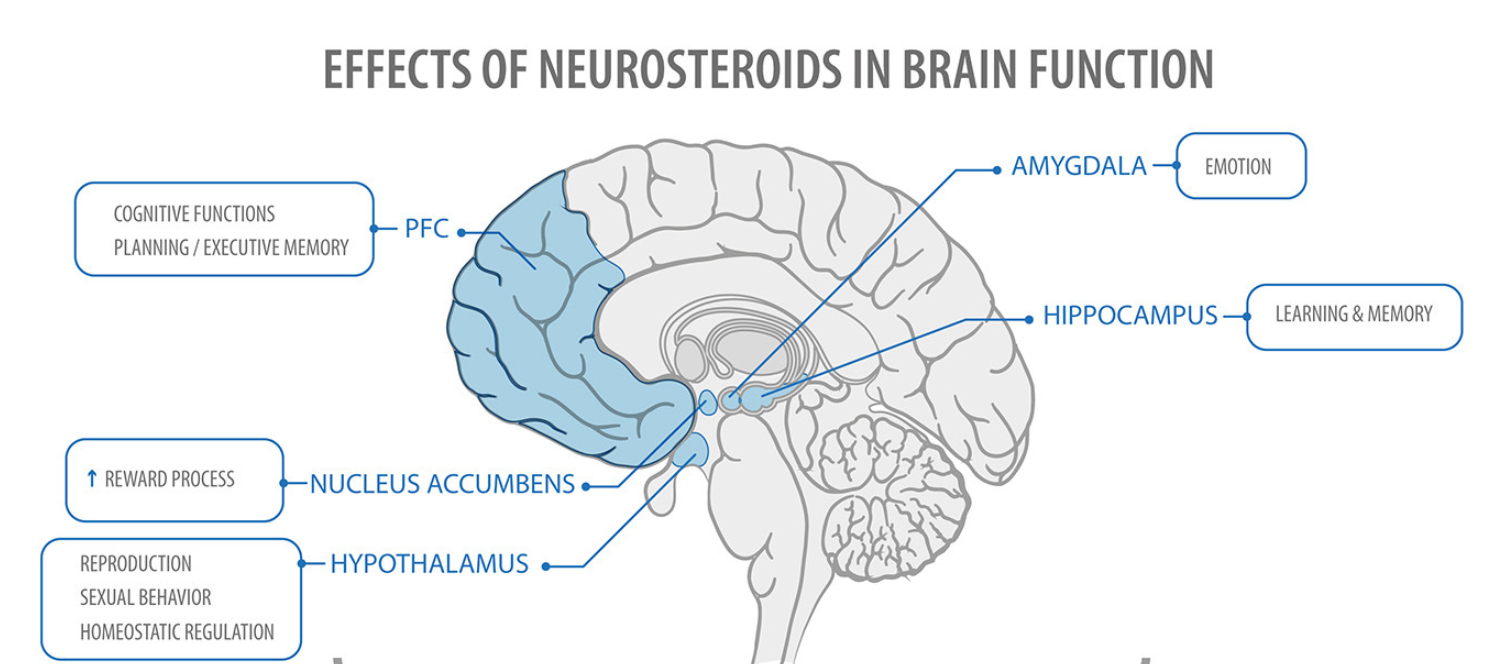 EFFECTS OF NEUROSTEROIDS IN BRAIN FUNCTION
AMYGDALA
EMOTION
COGNITIVE FUNCTIONS
PLANNING / EXECUTIVE MEMORY
PFC
HIPPOCAMPUS
LEARNING & MEMORY
↑ REWARD PROCESS
NUCLEUS ACCUMBENS
REPRODUCTION
SEXUAL BEHAVIOR
HOMEOSTATIC REGULATION
HYPOTHALAMUS